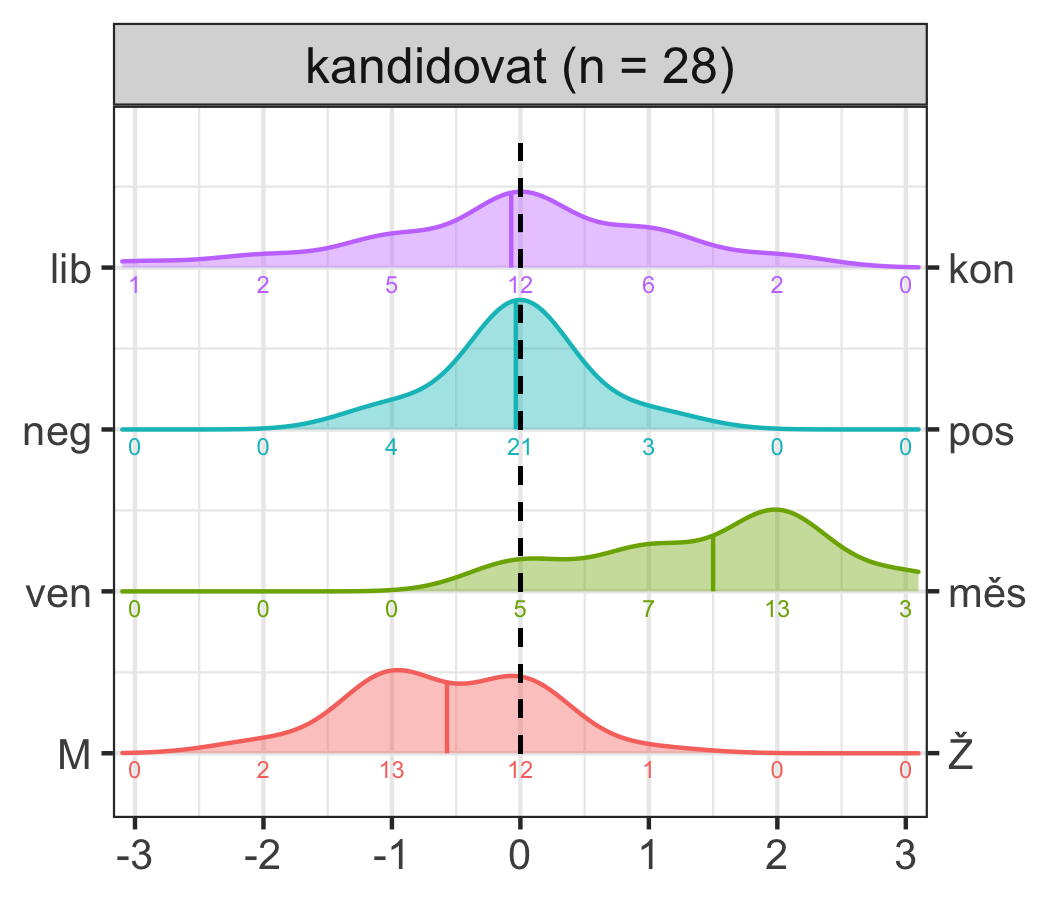 kandidovat (n = 28)
lib kon
1 2 5 12 6 2 0
neg pos
0 0 4 21 3 0 0
ven měs
0 0 0 5 7 13 3
M Ž
0 2 13 12 1 0 0
-3 -2 -1 0 1 2 3